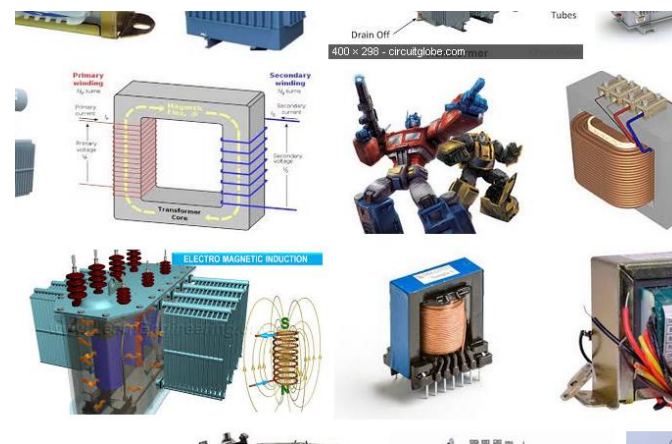 Drain Off
Tubes
400 × 298 - circuitglobe.com
Primary
winding
Secondary
winding
Primary
current
Secondary
current
Magnetic
Primary
voltage
Secondary
voltage
Transformer
Core
ELECTRO MAGNETIC INDUCTION
S
N